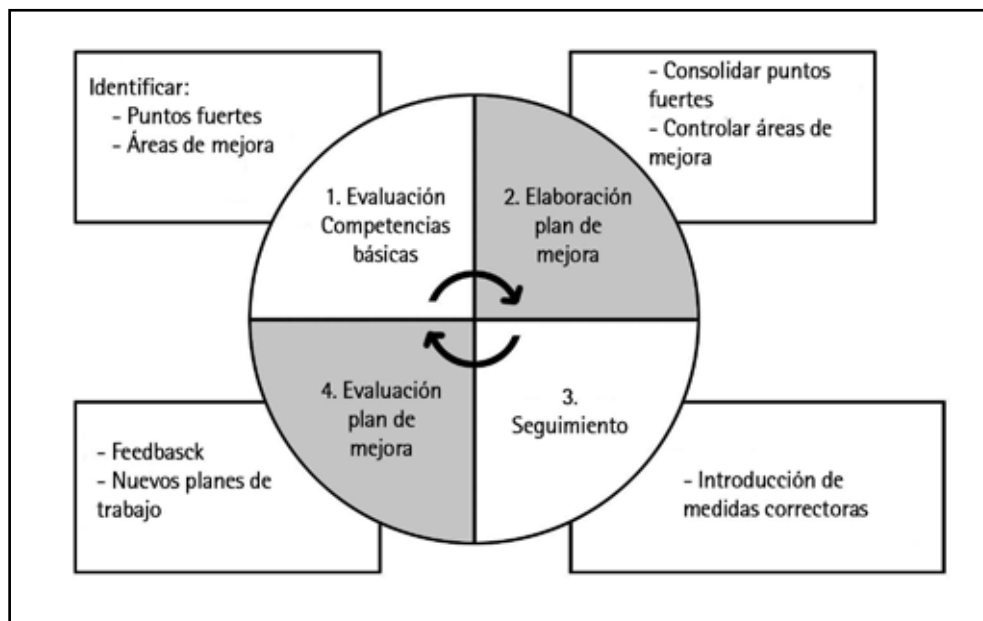 Identificar:
- Puntos fuertes
- Áreas de mejora
- Consolidar puntos
fuertes
- Controlar áreas de
mejora
1. Evaluación
Competencias
básicas
2. Elaboración
plan de
mejora
4. Evaluación
plan de
mejora
3.
Seguimiento
- Feedbasck
- Nuevos planes de
trabajo
- Introducción de
medidas correctoras